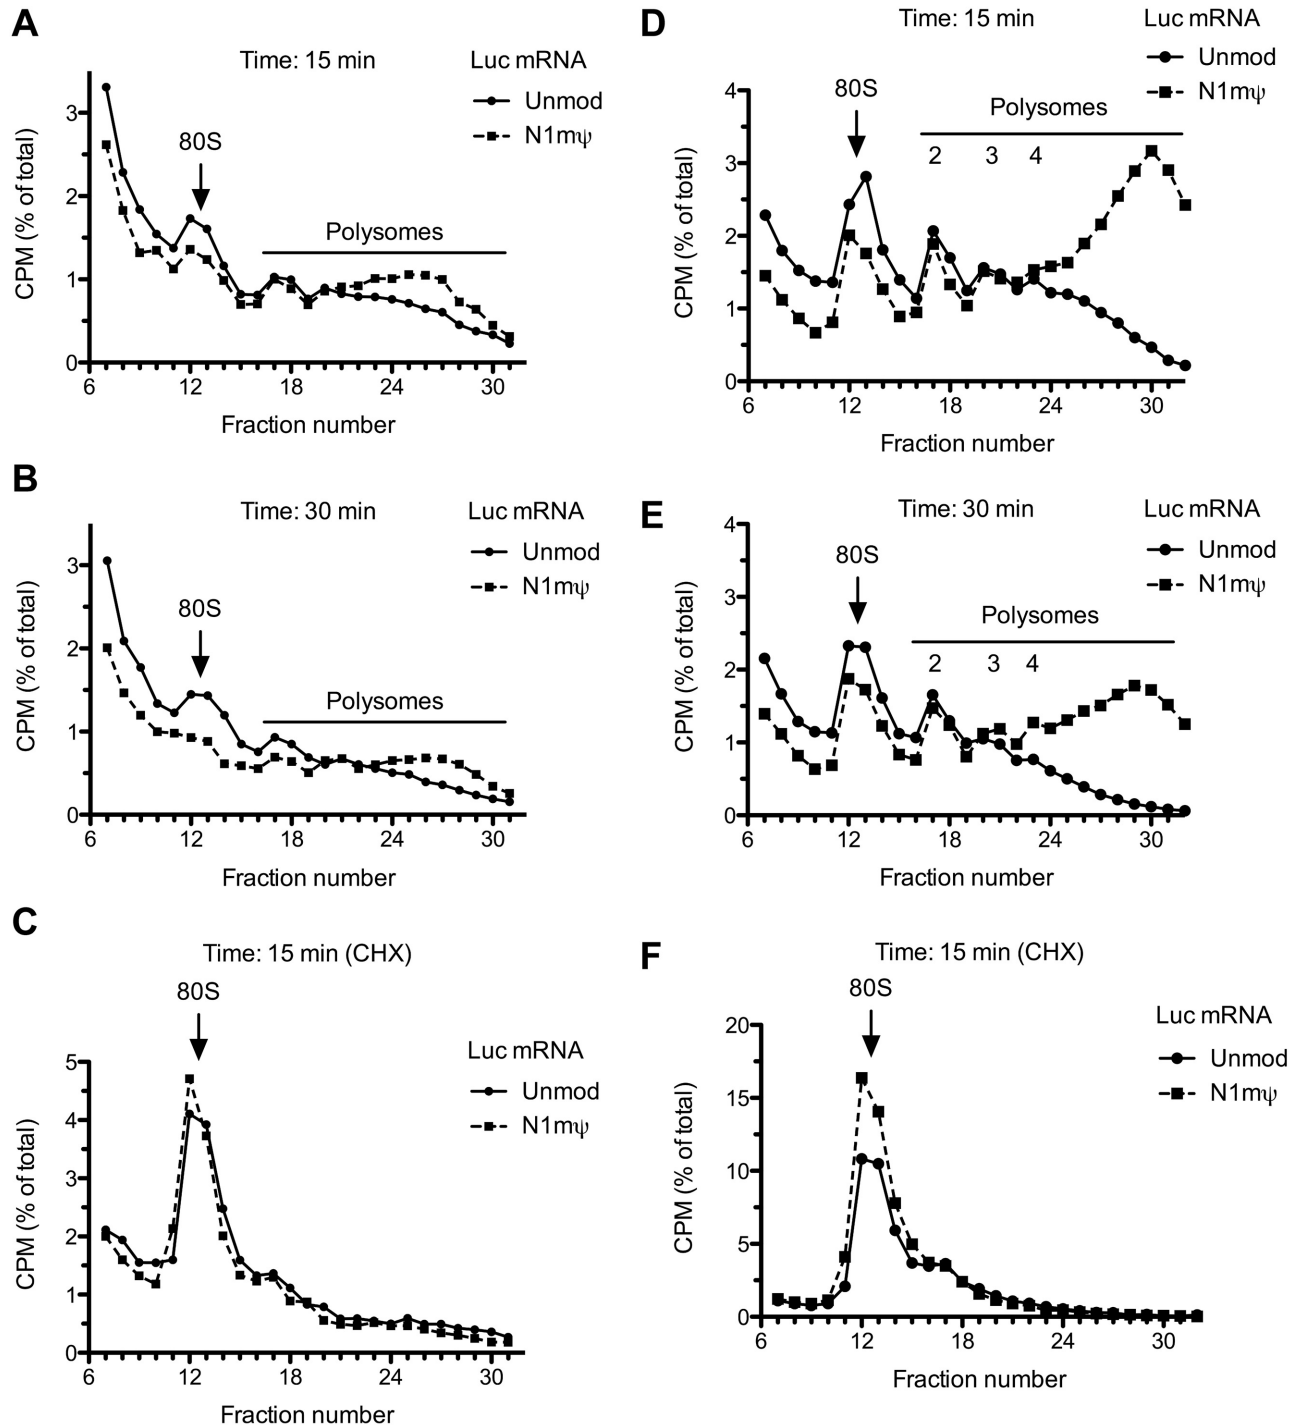 A
Time: 15 min
Luc mRNA
Unmod
N1mψ
80S
Polysomes
CPM (% of total)
3
2
1
0
6 12 18 24 30
Fraction number
D
Time: 15 min
Luc mRNA
Unmod
N1mψ
80S
Polysomes
2 3 4
CPM (% of total)
4
3
2
1
0
6 12 18 24 30
Fraction number
B
Time: 30 min
Luc mRNA
Unmod
N1mψ
80S
Polysomes
CPM (% of total)
3
2
1
0
6 12 18 24 30
Fraction number
E
Time: 30 min
Luc mRNA
Unmod
N1mψ
80S
Polysomes
2 3 4
CPM (% of total)
4
3
2
1
0
6 12 18 24 30
Fraction number
C
Time: 15 min (CHX)
80S
Luc mRNA
Unmod
N1mψ
CPM (% of total)
5
4
3
2
1
0
6 12 18 24 30
Fraction number
F
Time: 15 min (CHX)
80S
Luc mRNA
Unmod
N1mψ
CPM (% of total)
20
15
10
5
0
6 12 18 24 30
Fraction number